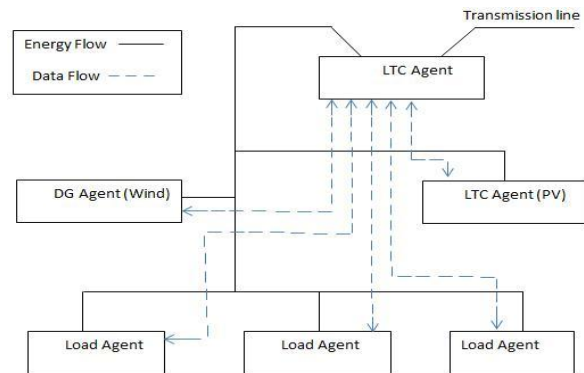 Transmission line
Energy Flow
Data Flow
LTC Agent
DG Agent (Wind)
LTC Agent (PV)
Load Agent
Load Agent
Load Agent